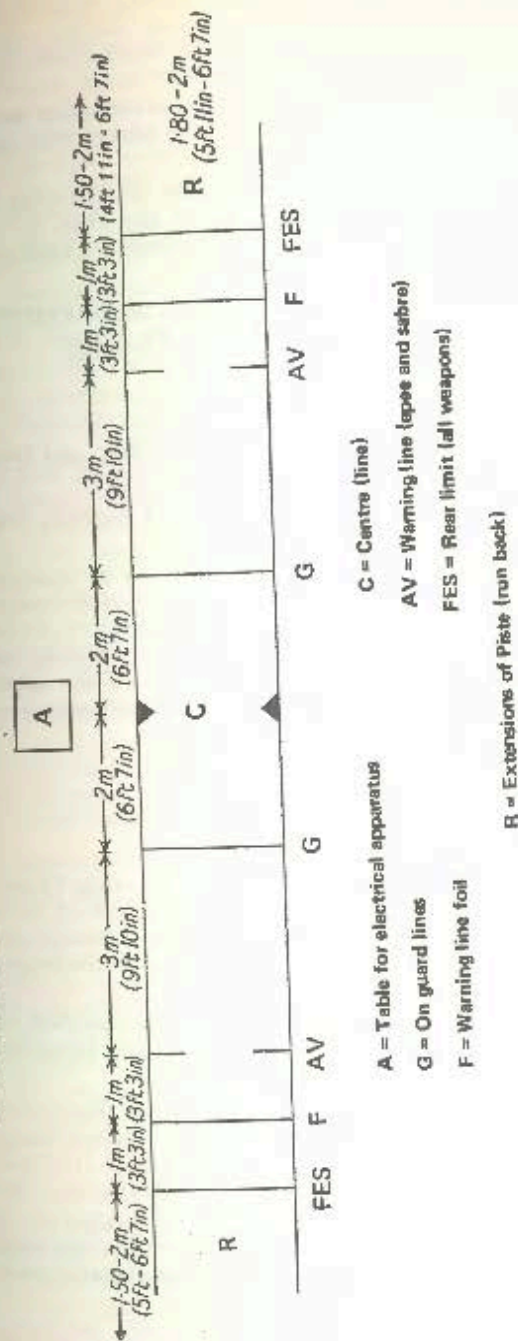 A
1·50-2m 1m 1m 3m 2m 2m 3m 1m 1m 1·50-2m
(5ft-6ft 7in) (3ft 3in) (3ft 3in) (9ft 10in) (6ft 7in) (6ft 7in) (9ft 10in) (3ft 3in) (3ft 3in) (4ft 11in - 6ft 7in)
R C R 1·80-2m
(5ft 11in-6ft 7in)
FES F AV G G AV F FES
A = Table for electrical apparatus
G = On guard lines
F = Warning line foil
C = Centre (line)
AV = Warning line (epee and sabre)
FES = Rear limit (all weapons)
R = Extensions of Piste (run back)